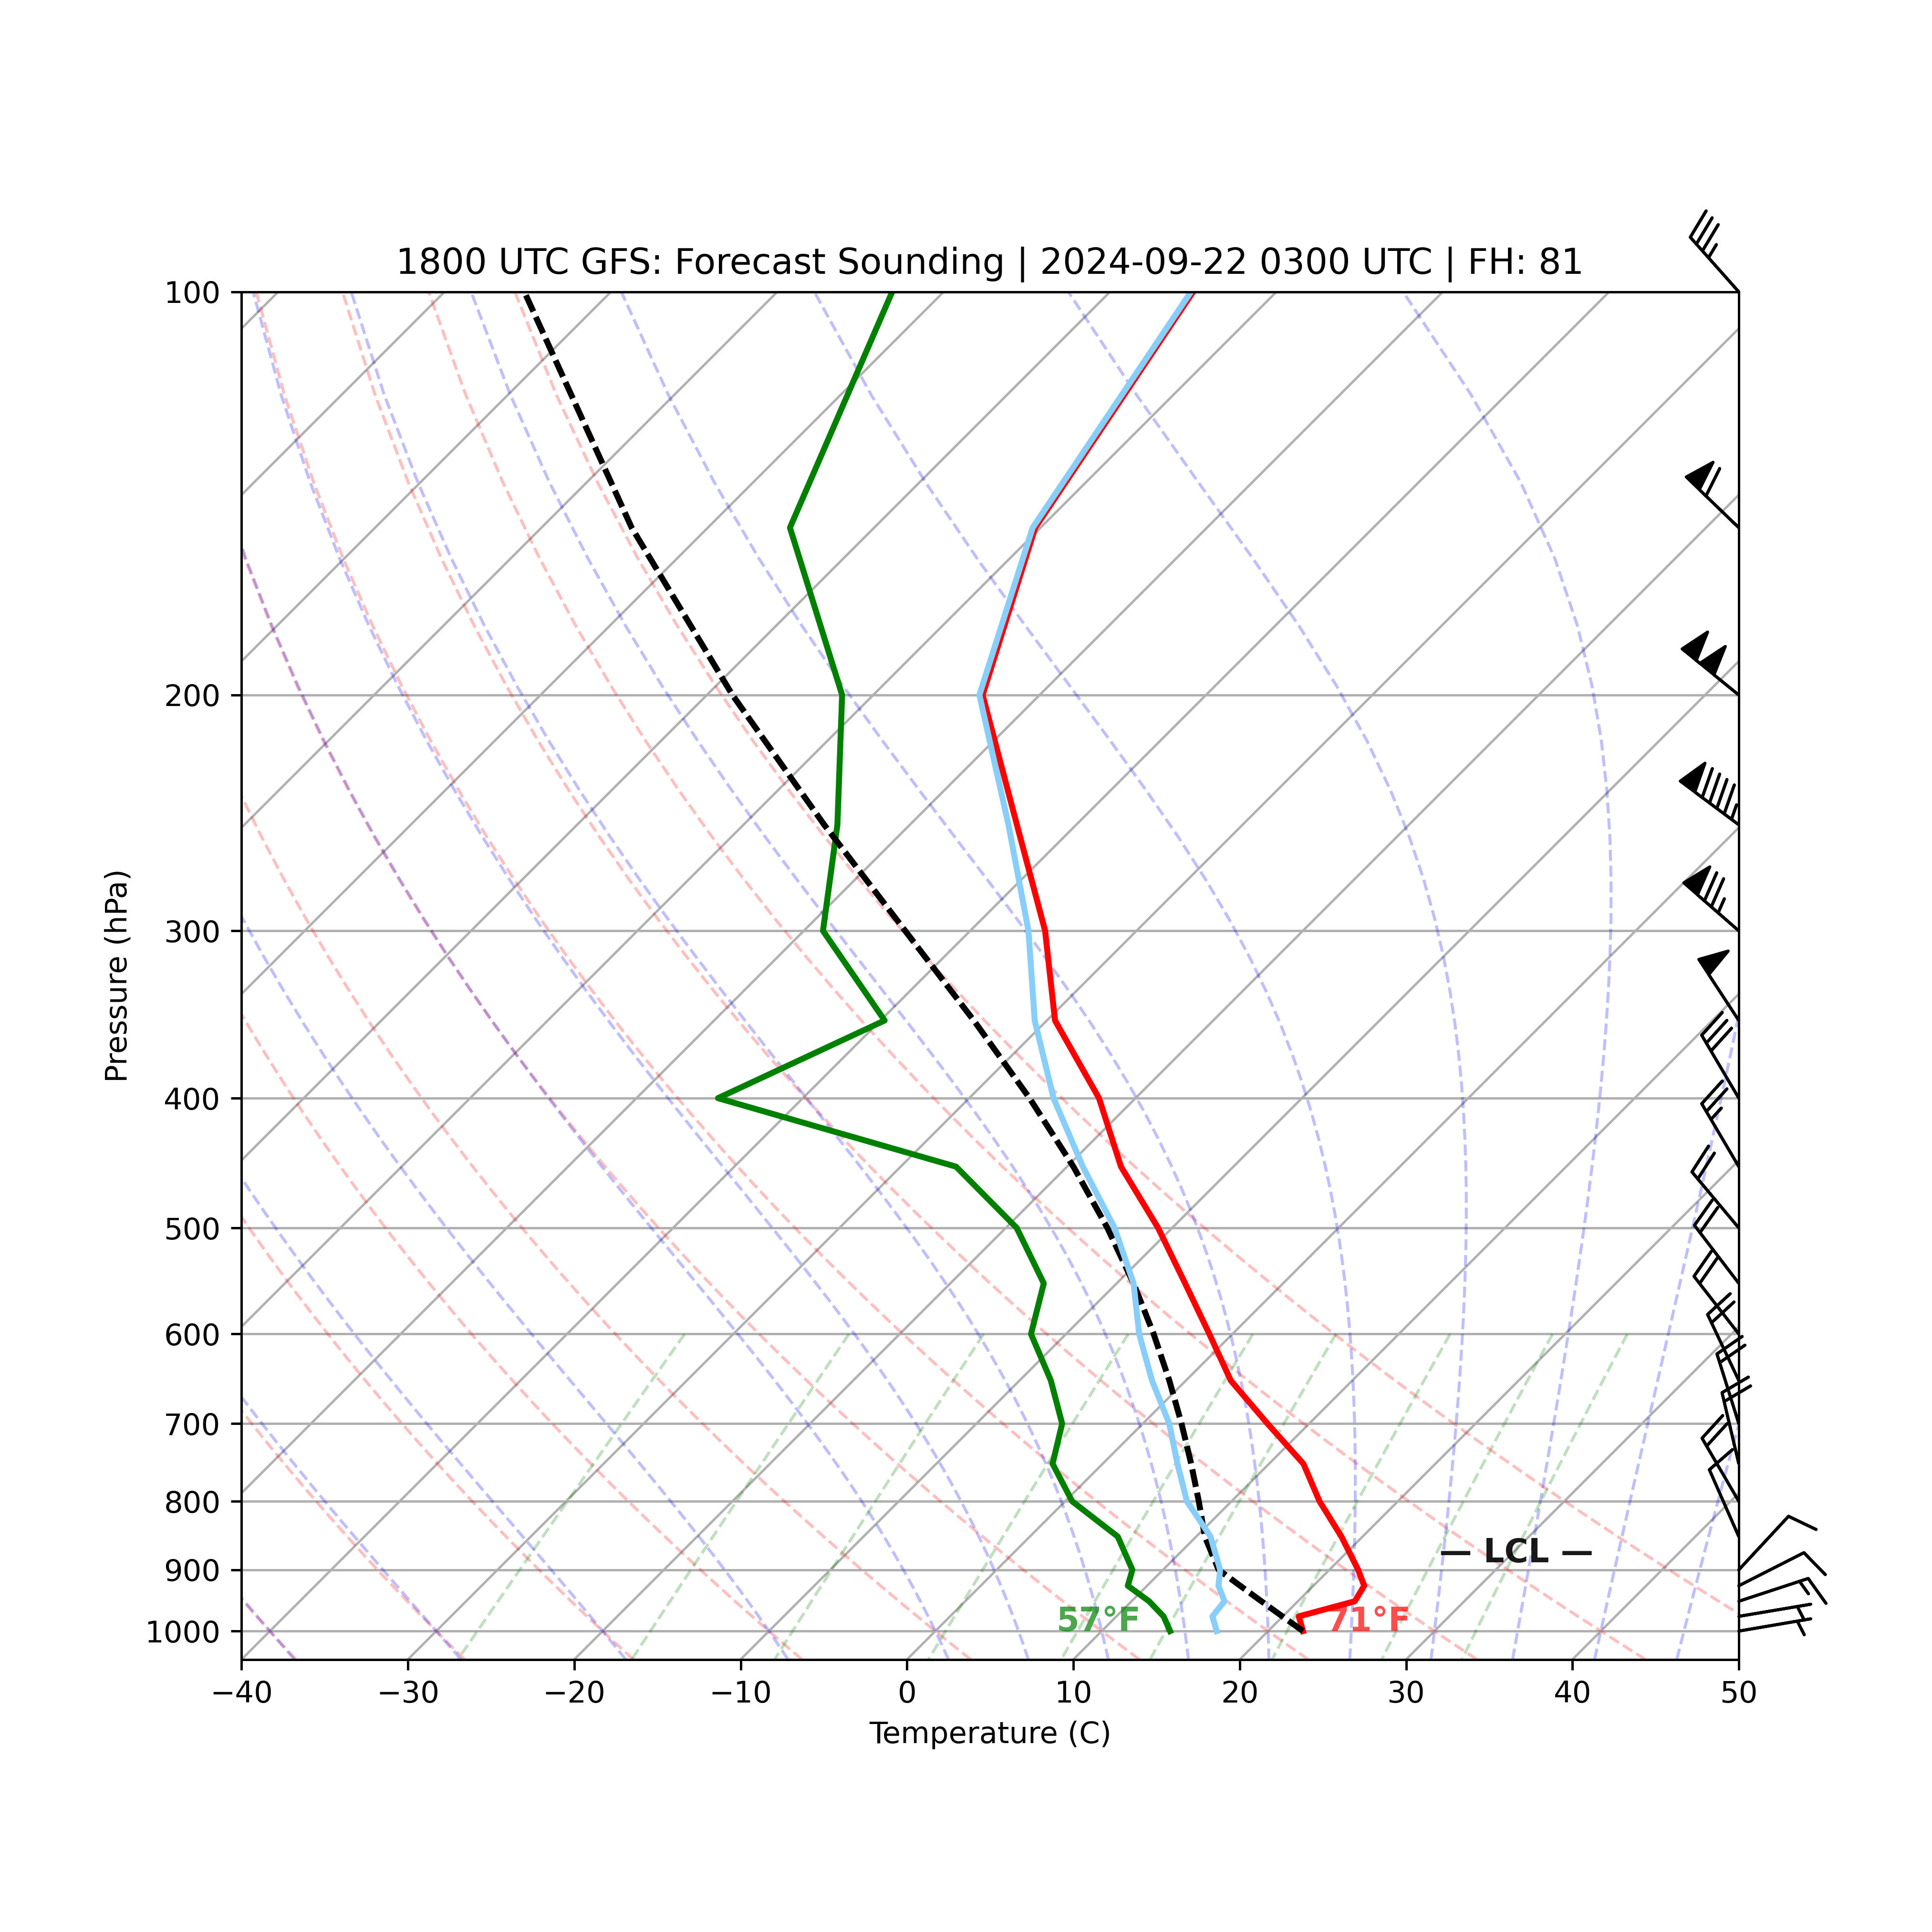 1800 UTC GFS: Forecast Sounding | 2024-09-22 0300 UTC | FH: 81
100
200
300
400
500
600
700
800
900
1000
Pressure (hPa)
— LCL —
57°F
71°F
−40 −30 −20 −10 0 10 20 30 40 50
Temperature (C)